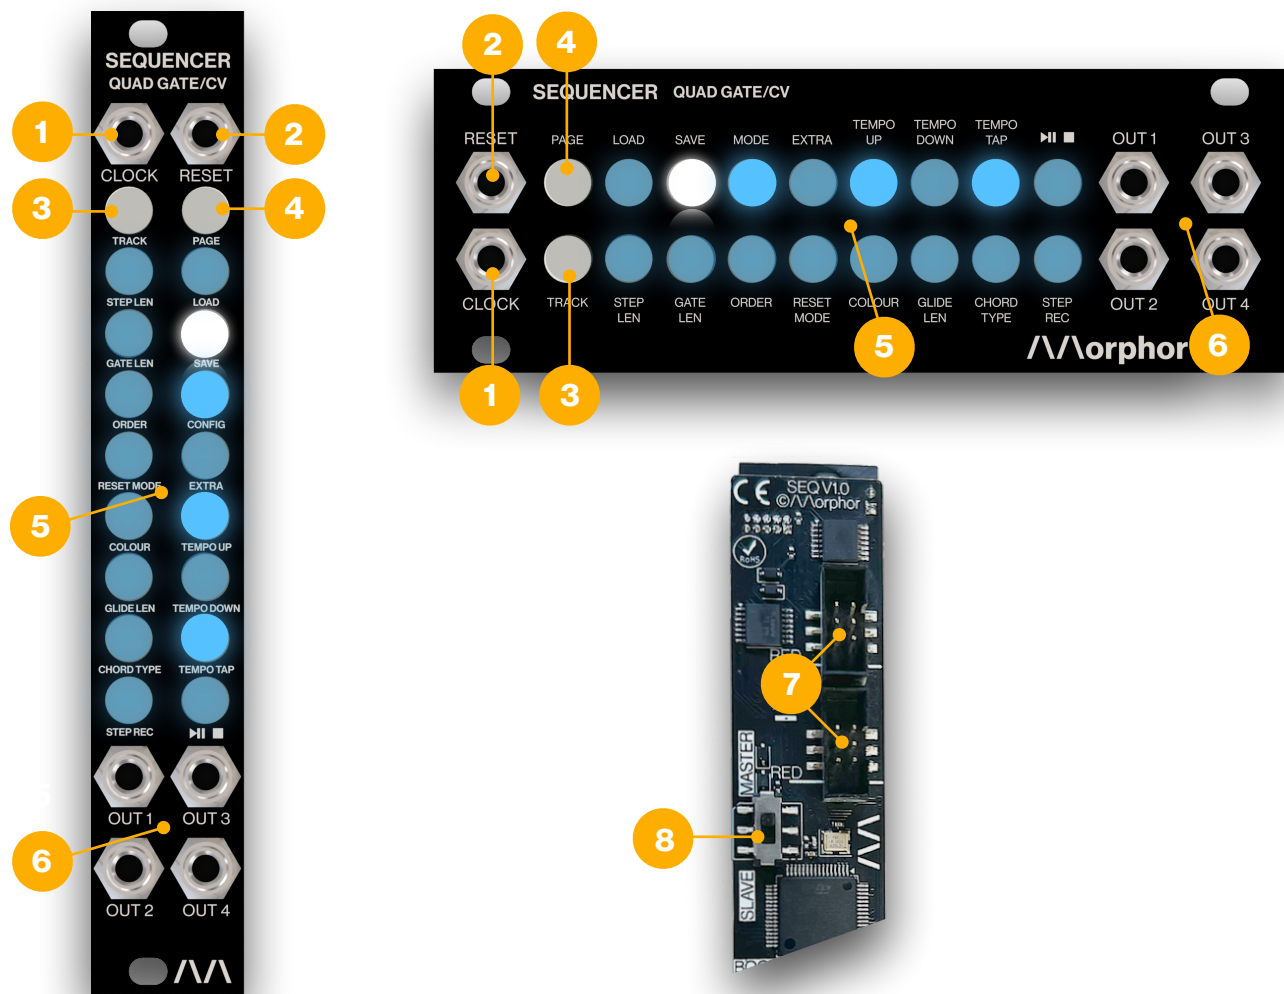 SEQUENCER
QUAD GATE/CV
1
2
CLOCK RESET
3
4
TRACK PAGE
STEP LEN LOAD
GATE LEN SAVE
ORDER CONFIG
RESET MODE EXTRA
5
COLOUR TEMPO UP
GLIDE LEN TEMPO DOWN
CHORD TYPE TEMPO TAP
STEP REC
OUT 1 OUT 3
6
OUT 2 OUT 4
2
4
SEQUENCER QUAD GATE/CV
RESET PAGE LOAD SAVE MODE EXTRA TEMPO UP TEMPO DOWN TEMPO TAP OUT 1 OUT 3
CLOCK TRACK STEP LEN GATE LEN ORDER RESET MODE COLOUR GLIDE LEN CHORD TYPE STEP REC OUT 2 OUT 4
5
6
/\/\orphor
1
3
CE SEQ V1.0
©/\/\orphor
RoHS
RED
7
MASTER
RED
8
SLAVE